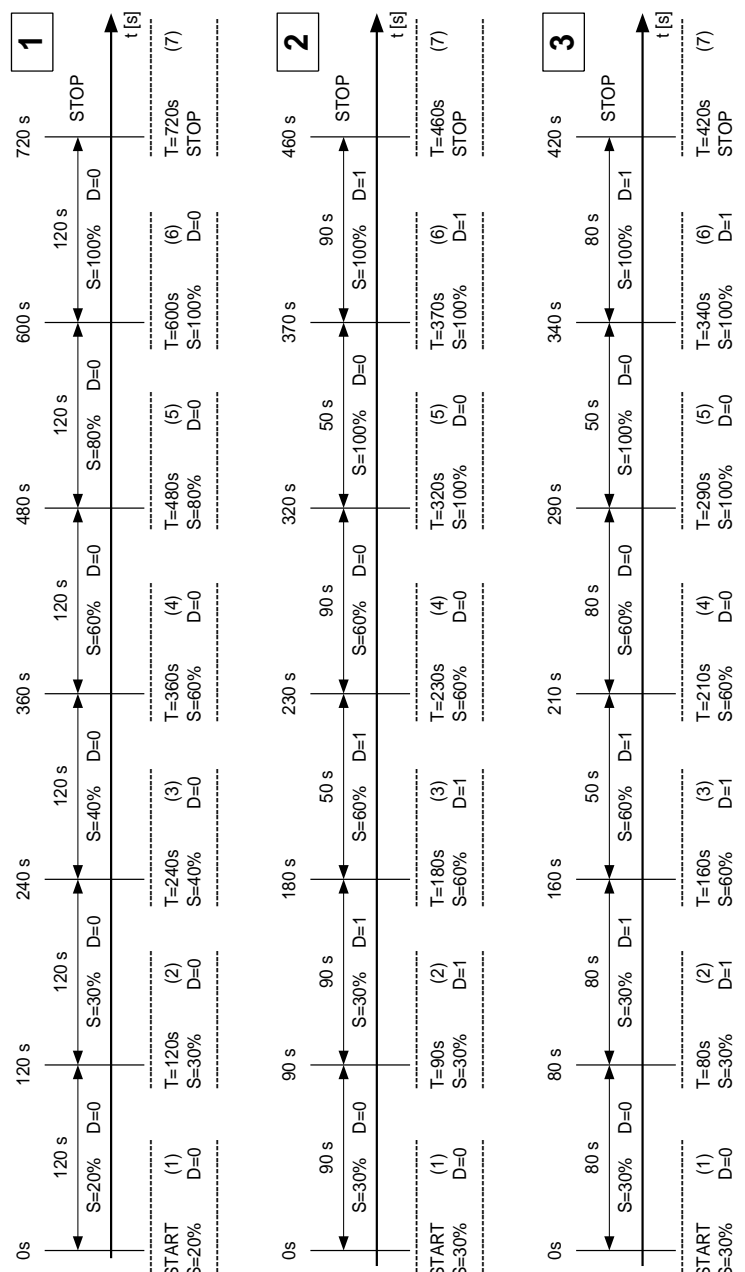 0s 120 s 240 s 360 s 480 s 600 s 720 s 1
120 s 120 s 120 s 120 s 120 s 120 s STOP
S=20% D=0 S=30% D=0 S=40% D=0 S=60% D=0 S=80% D=0 S=100% D=0
t [s]
START (1) T=120s (2) T=240s (3) T=360s (4) T=480s (5) T=600s (6) T=720s (7)
S=20% D=0 S=30% D=0 S=40% D=0 S=60% D=0 S=80% D=0 S=100% D=0 STOP
0s 90 s 180 s 230 s 320 s 370 s 460 s 2
90 s 90 s 50 s 90 s 50 s 90 s STOP
S=30% D=0 S=30% D=1 S=60% D=1 S=60% D=0 S=100% D=0 S=100% D=1
t [s]
START (1) T=90s (2) T=180s (3) T=230s (4) T=320s (5) T=370s (6) T=460s (7)
S=30% D=0 S=30% D=1 S=60% D=1 S=60% D=0 S=100% D=0 S=100% D=1 STOP
0s 80 s 160 s 210 s 290 s 340 s 420 s 3
80 s 80 s 50 s 80 s 50 s 80 s STOP
S=30% D=0 S=30% D=1 S=60% D=1 S=60% D=0 S=100% D=0 S=100% D=1
t [s]
START (1) T=80s (2) T=160s (3) T=210s (4) T=290s (5) T=340s (6) T=420s (7)
S=30% D=0 S=30% D=1 S=60% D=1 S=60% D=0 S=100% D=0 S=100% D=1 STOP